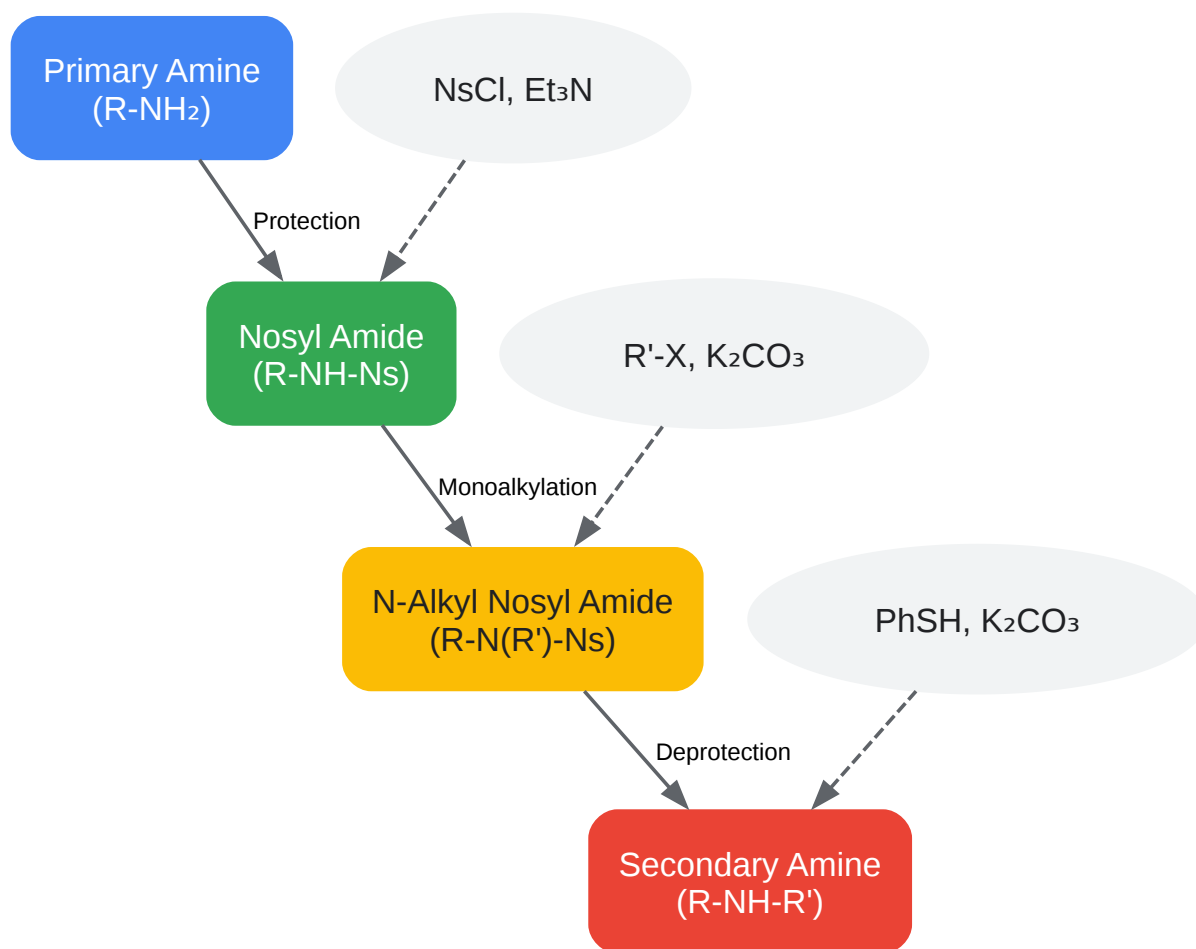 Primary Amine
(R-NH₂)
NsCl, Et₃N
Protection
Nosyl Amide
(R-NH-Ns)
R'-X, K₂CO₃
Monoalkylation
N-Alkyl Nosyl Amide
(R-N(R')-Ns)
PhSH, K₂CO₃
Deprotection
Secondary Amine
(R-NH-R')